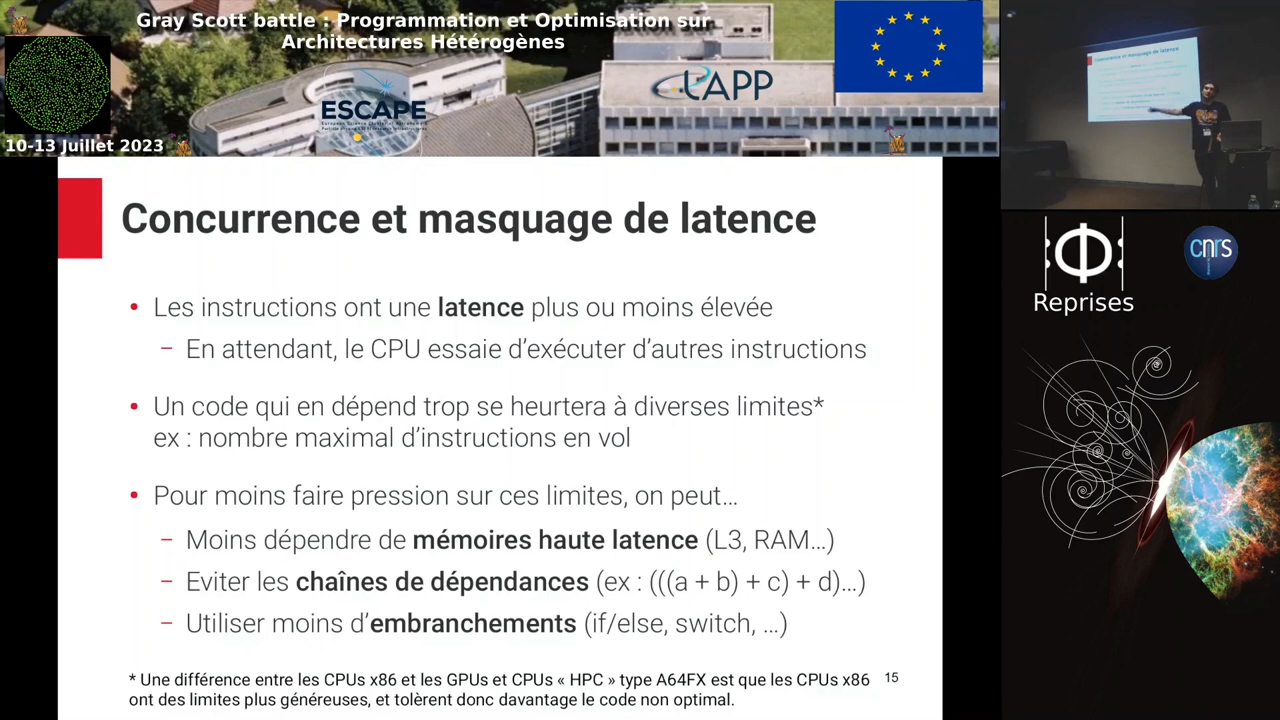 Gray Scott battle : Programmation et Optimisation sur
Architectures Hétérogènes
ESCAPE
LAPP
10-13 Juillet 2023
cnrs
Reprises
Concurrence et masquage de latence
• Les instructions ont une latence plus ou moins élevée
– En attendant, le CPU essaie d’exécuter d’autres instructions
• Un code qui en dépend trop se heurtera à diverses limites*
ex : nombre maximal d’instructions en vol
• Pour moins faire pression sur ces limites, on peut…
– Moins dépendre de mémoires haute latence (L3, RAM…)
– Eviter les chaînes de dépendances (ex : (((a + b) + c) + d)…)
– Utiliser moins d’embranchements (if/else, switch, …)
* Une différence entre les CPUs x86 et les GPUs et CPUs « HPC » type A64FX est que les CPUs x86
ont des limites plus généreuses, et tolèrent donc davantage le code non optimal.
15